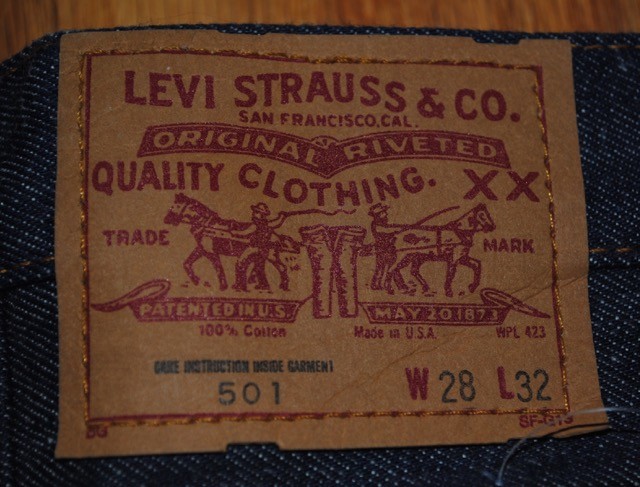 LEVI STRAUSS & CO.
SAN FRANCISCO, CAL.
ORIGINAL RIVETED
QUALITY CLOTHING. XX
TRADE MARK
PATENTED IN U.S. MAY 20 1873
100% Cotton Made in U.S.A. WPL 423
CARE INSTRUCTION INSIDE GARMENT
501 W 28 L 32